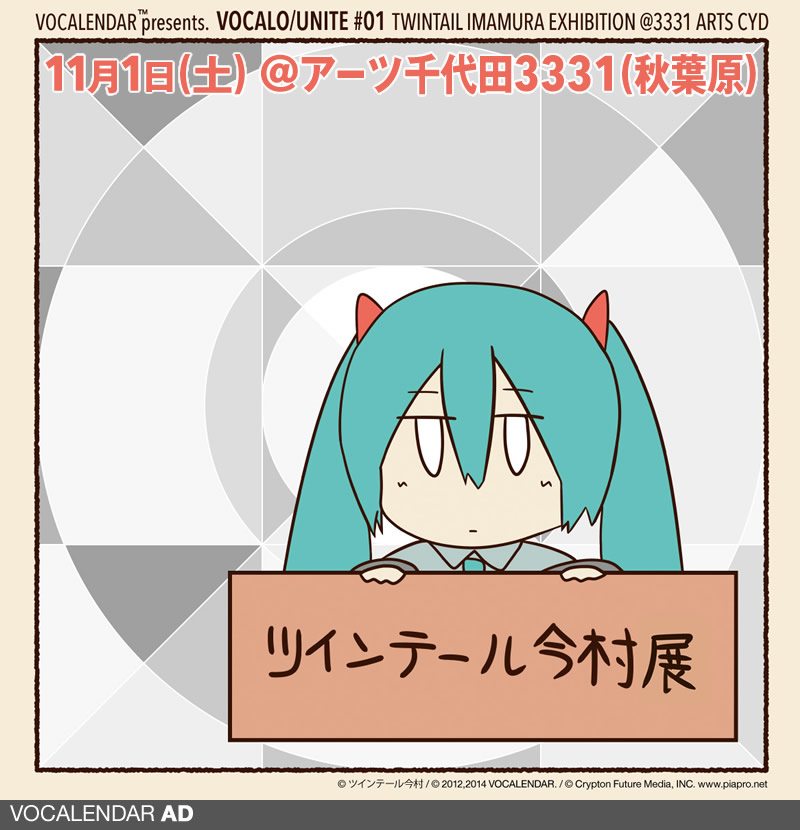 VOCALENDAR™presents. VOCALO/UNITE #01 TWINTAIL IMAMURA EXHIBITION @3331 ARTS CYD
11月1日(土) @アーツ千代田3331(秋葉原)
ツインテール今村展
© ツインテール今村 / © 2012,2014 VOCALENDAR. / © Crypton Future Media, INC. www.piapro.net
VOCALENDAR AD